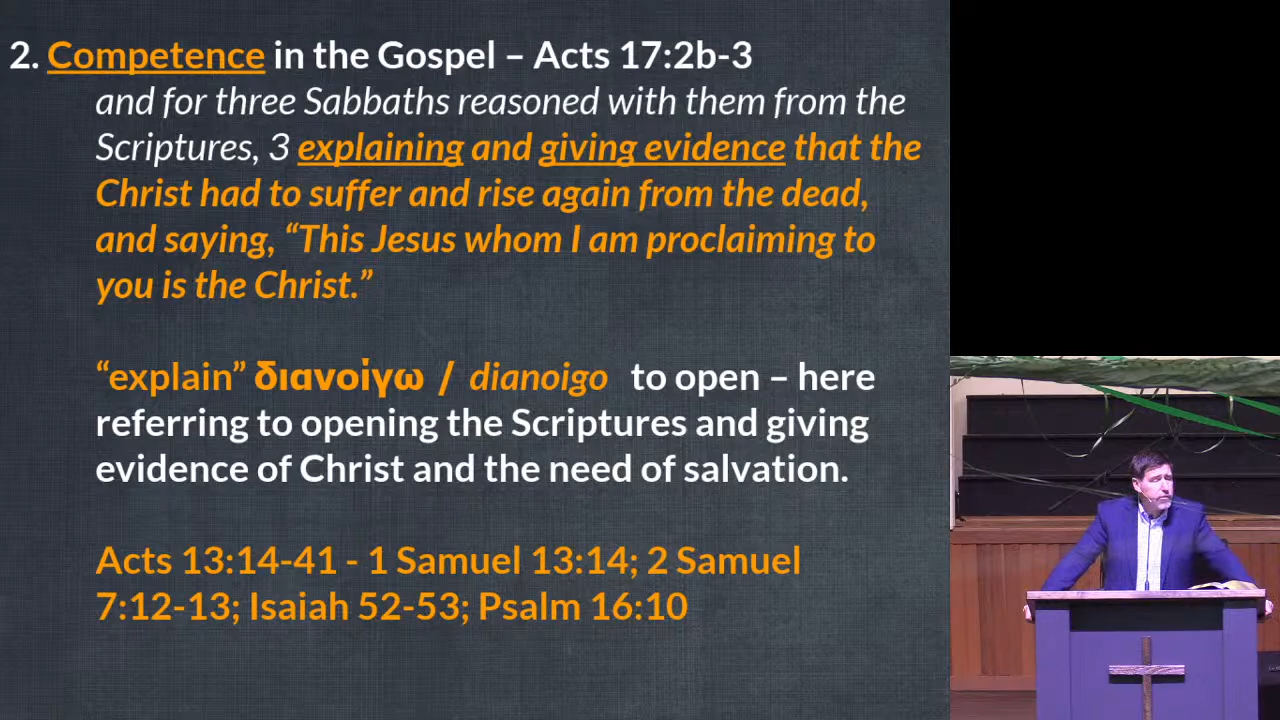 2. Competence in the Gospel – Acts 17:2b-3
and for three Sabbaths reasoned with them from the
Scriptures, 3 explaining and giving evidence that the
Christ had to suffer and rise again from the dead,
and saying, “This Jesus whom I am proclaiming to
you is the Christ.”
“explain” διανοίγω / dianoigo to open – here
referring to opening the Scriptures and giving
evidence of Christ and the need of salvation.
Acts 13:14-41 - 1 Samuel 13:14; 2 Samuel
7:12-13; Isaiah 52-53; Psalm 16:10